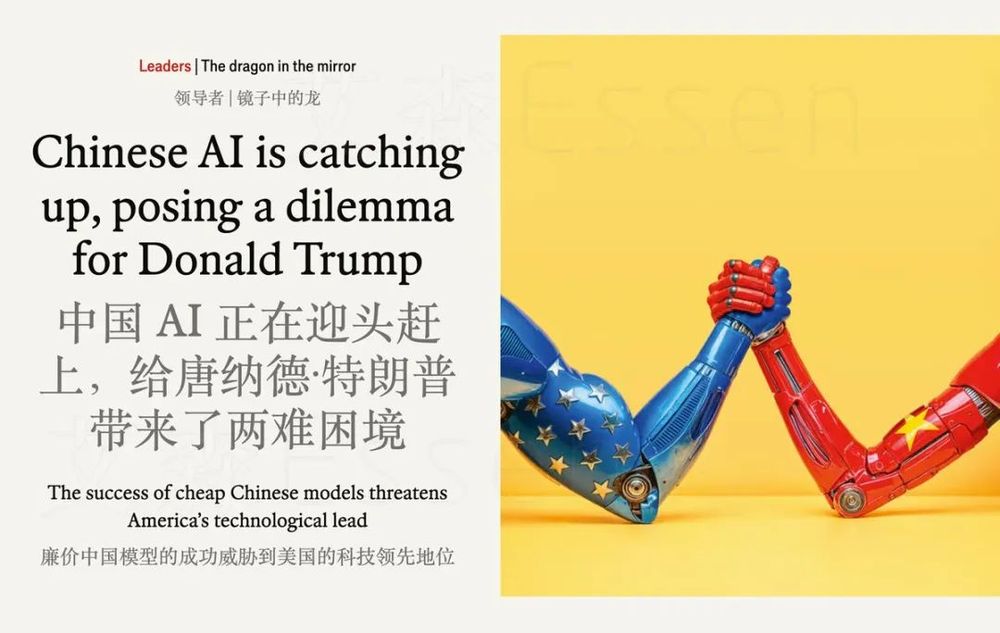 Leaders | The dragon in the mirror
领导者 | 镜子中的龙
Chinese AI is catching
up, posing a dilemma
for Donald Trump
中国 AI 正在迎头赶
上，给唐纳德·特朗普
带来了两难困境
The success of cheap Chinese models threatens
America’s technological lead
廉价中国模型的成功威胁到美国的科技领先地位
Essen